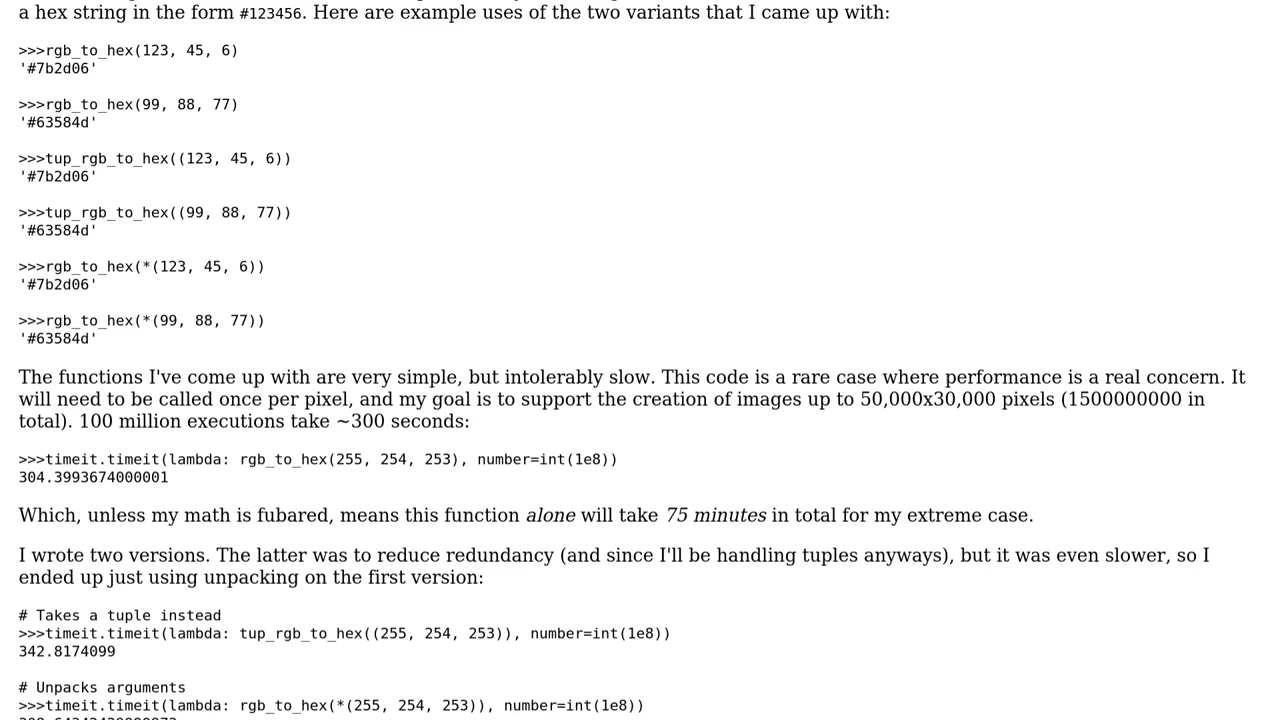 a hex string in the form #123456. Here are example uses of the two variants that I came up with:
>>>rgb_to_hex(123, 45, 6)
'#7b2d06'
>>>rgb_to_hex(99, 88, 77)
'#63584d'
>>>tup_rgb_to_hex((123, 45, 6))
'#7b2d06'
>>>tup_rgb_to_hex((99, 88, 77))
'#63584d'
>>>rgb_to_hex(*(123, 45, 6))
'#7b2d06'
>>>rgb_to_hex(*(99, 88, 77))
'#63584d'
The functions I've come up with are very simple, but intolerably slow. This code is a rare case where performance is a real concern. It
will need to be called once per pixel, and my goal is to support the creation of images up to 50,000x30,000 pixels (1500000000 in
total). 100 million executions take ~300 seconds:
>>>timeit.timeit(lambda: rgb_to_hex(255, 254, 253), number=int(1e8))
304.3993674000001
Which, unless my math is fubared, means this function alone will take 75 minutes in total for my extreme case.
I wrote two versions. The latter was to reduce redundancy (and since I'll be handling tuples anyways), but it was even slower, so I
ended up just using unpacking on the first version:
# Takes a tuple instead
>>>timeit.timeit(lambda: tup_rgb_to_hex((255, 254, 253)), number=int(1e8))
342.8174099
# Unpacks arguments
>>>timeit.timeit(lambda: rgb_to_hex(*(255, 254, 253)), number=int(1e8))